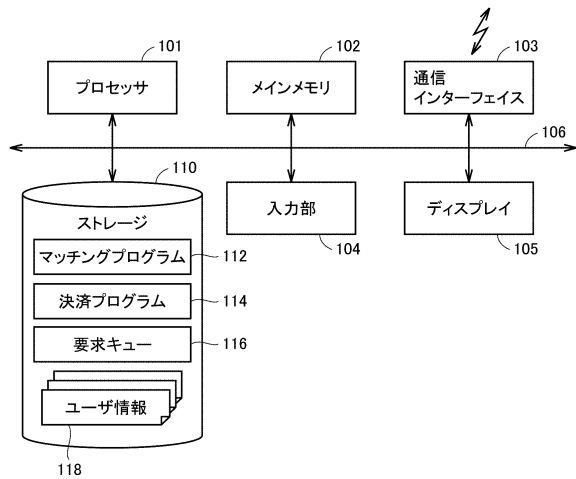 101
102
103
プロセッサ
メインメモリ
通信
インターフェイス
106
110
ストレージ
入力部
ディスプレイ
104
105
マッチングプログラム
112
決済プログラム
114
要求キュー
116
ユーザ情報
118